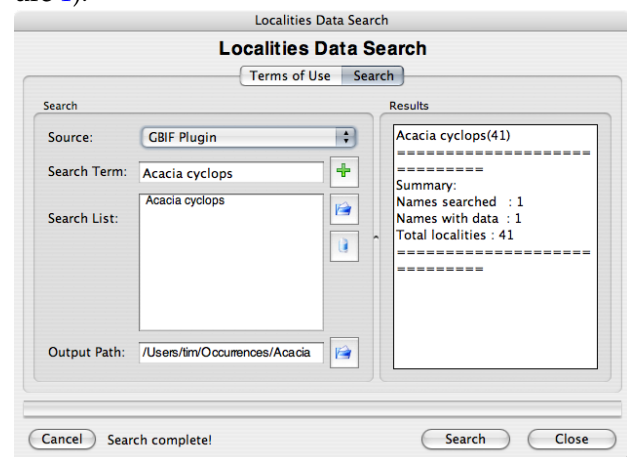 ure 1).
Localities Data Search
Localities Data Search
Terms of Use Search
Search
Source: GBIF Plugin
Search Term: Acacia cyclops
Search List: Acacia cyclops
Output Path: /Users/tim/Occurrences/Acacia
Results
Acacia cyclops(41)
====================
=========
Summary:
Names searched : 1
Names with data : 1
Total localities : 41
====================
=========
Cancel Search complete! Search Close